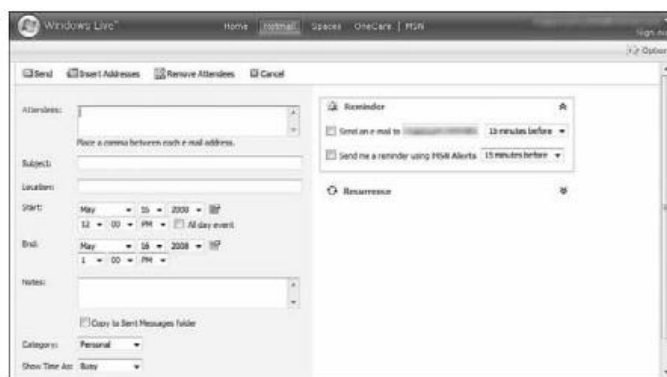 Windows Live™ Home Hotmail Spaces OneCare | MSN
Sign out
Options
Send Insert Addresses Remove Attendees Cancel
Attendees:
Place a comma between each e-mail address.
Subject:
Location:
Start: May 16 2008
12 00 PM All day event
End: May 16 2008
1 00 PM
Notes:
Copy to Sent Messages folder
Category: Personal
Show Time As: Busy
Reminder
Send an e-mail to 15 minutes before
Send me a reminder using MSN Alerts 15 minutes before
Recurrence